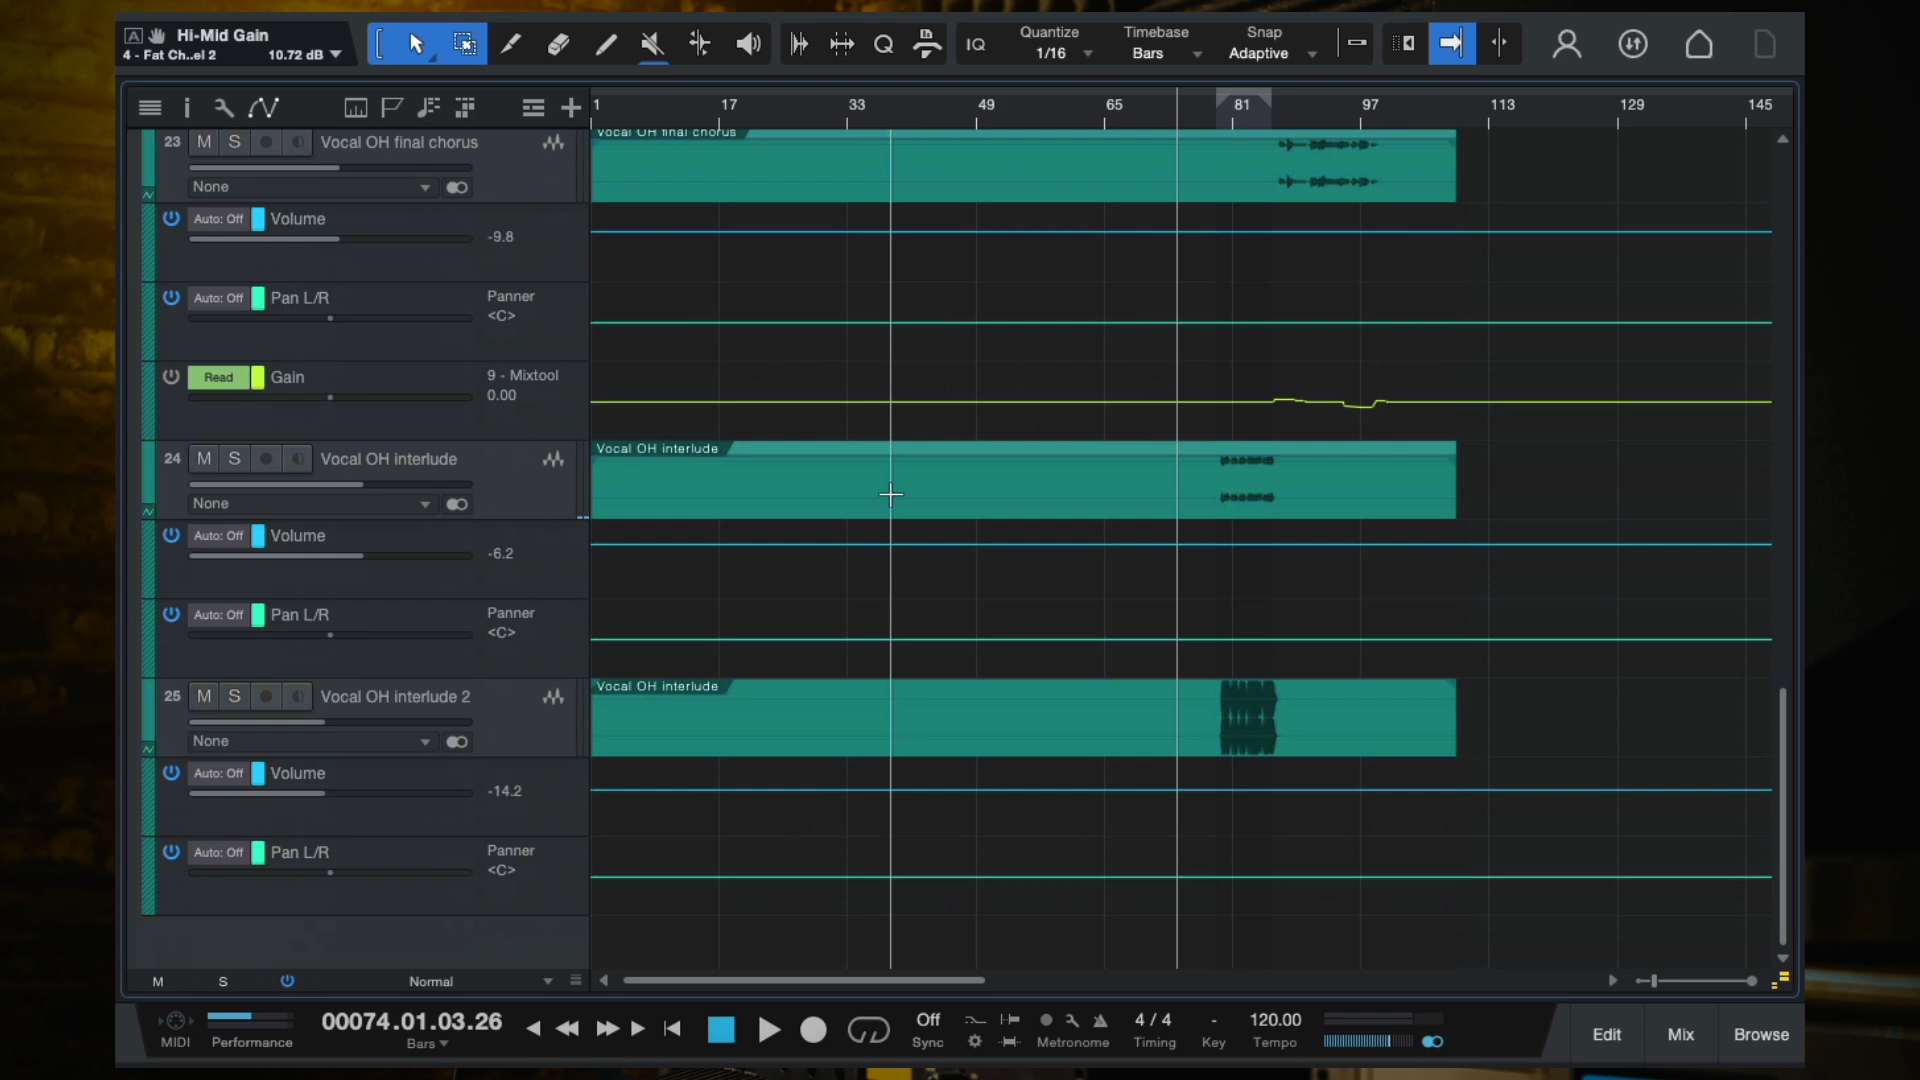 A Hi-Mid Gain
4 - Fat Ch..el 2 10.72 dB
IQ
Quantize
1/16
Timebase
Bars
Snap
Adaptive
1 17 33 49 65 81 97 113 129 145
23 M S Vocal OH final chorus
None
Vocal OH final chorus
Auto: Off Volume
-9.8
Auto: Off Pan L/R
Panner
<C>
Read Gain
9 - Mixtool
0.00
24 M S Vocal OH interlude
None
Vocal OH interlude
Auto: Off Volume
-6.2
Auto: Off Pan L/R
Panner
<C>
25 M S Vocal OH interlude 2
None
Vocal OH interlude
Auto: Off Volume
-14.2
Auto: Off Pan L/R
Panner
<C>
M S Normal
MIDI
Performance
00074.01.03.26
Bars
Off
Sync
Metronome
4 / 4
Timing
-
Key
120.00
Tempo
Edit
Mix
Browse